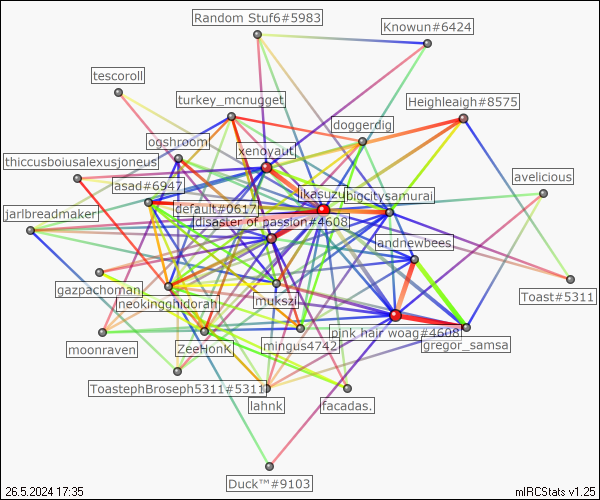 Random Stuf6#5983
Knowun#6424
tescoroll
turkey_mcnugget
Heighleaigh#8575
doggerdig
ogshroom
xenoyaut
thiccusboiusalexusjoneus
avelicious
asad#6947
ikasuzu
bigcitysamurai
default#0617
jarlbreadmaker
disaster of passion#4608
andnewbees
gazpachoman
Toast#5311
neokingghidorah
mukszi
pink hair woag#4608
moonraven
ZeeHonK
mingus4742
gregor_samsa
ToastephBroseph5311#5311
lahnk
facadas.
Duck™#9103
26.5.2024 17:35
mIRCStats v1.25